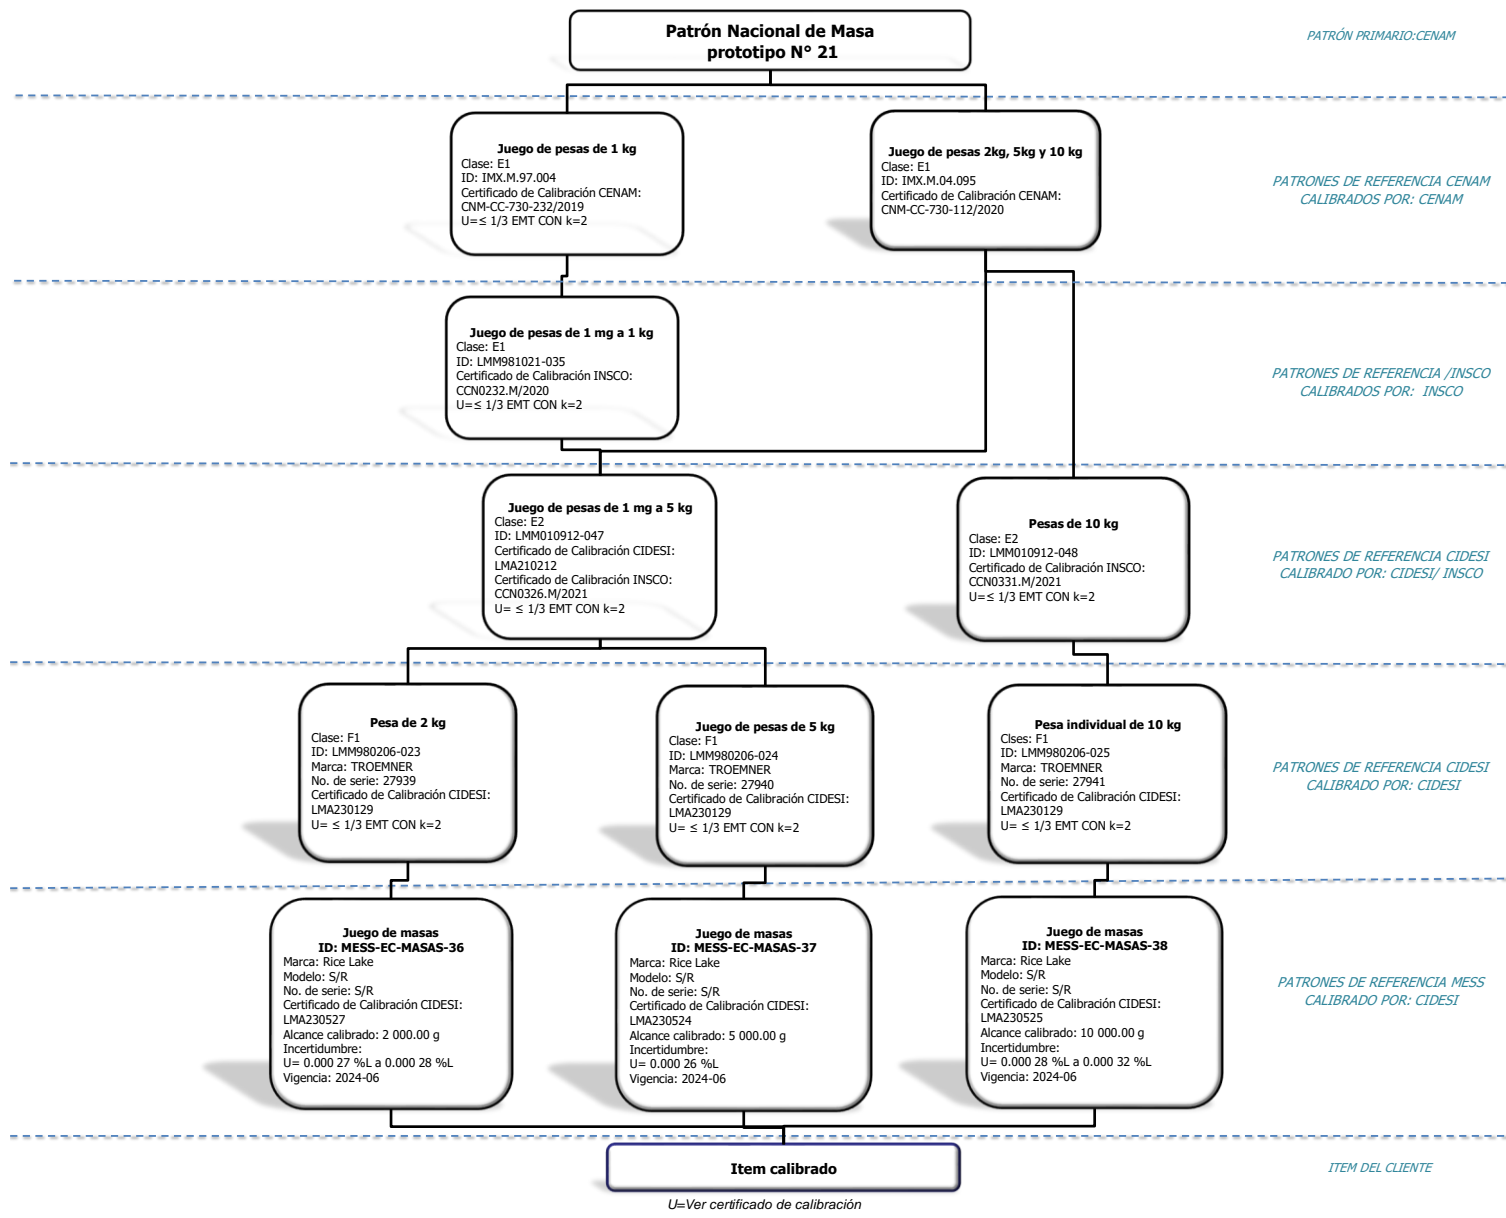 Patrón Nacional de Masa
prototipo N° 21
PATRÓN PRIMARIO:CENAM
Juego de pesas de 1 kg
Clase: E1
ID: IMX.M.97.004
Certificado de Calibración CENAM:
CNM-CC-730-232/2019
U=≤ 1/3 EMT CON k=2
Juego de pesas 2kg, 5kg y 10 kg
Clase: E1
ID: IMX.M.04.095
Certificado de Calibración CENAM:
CNM-CC-730-112/2020
PATRONES DE REFERENCIA CENAM
CALIBRADOS POR: CENAM
Juego de pesas de 1 mg a 1 kg
Clase: E1
ID: LMM981021-035
Certificado de Calibración INSCO:
CCN0232.M/2020
U=≤ 1/3 EMT CON k=2
PATRONES DE REFERENCIA /INSCO
CALIBRADOS POR:  INSCO
Juego de pesas de 1 mg a 5 kg
Clase: E2
ID: LMM010912-047
Certificado de Calibración CIDESI:
LMA210212
Certificado de Calibración INSCO:
CCN0326.M/2021
U= ≤ 1/3 EMT CON k=2
Pesas de 10 kg
Clase: E2
ID: LMM010912-048
Certificado de Calibración INSCO:
CCN0331.M/2021
U=≤ 1/3 EMT CON k=2
PATRONES DE REFERENCIA CIDESI
CALIBRADO POR: CIDESI/ INSCO
Pesa de 2 kg
Clase: F1
ID: LMM980206-023
Marca: TROEMNER
No. de serie: 27939
Certificado de Calibración CIDESI:
LMA230129
U= ≤ 1/3 EMT CON k=2
Juego de pesas de 5 kg
Clase: F1
ID: LMM980206-024
Marca: TROEMNER
No. de serie: 27940
Certificado de Calibración CIDESI:
LMA230129
U= ≤ 1/3 EMT CON k=2
Pesa individual de 10 kg
Clses: F1
ID: LMM980206-025
Marca: TROEMNER
No. de serie: 27941
Certificado de Calibración CIDESI:
LMA230129
U= ≤ 1/3 EMT CON k=2
PATRONES DE REFERENCIA CIDESI
CALIBRADO POR: CIDESI
Juego de masas
ID: MESS-EC-MASAS-36
Marca: Rice Lake
Modelo: S/R
No. de serie: S/R
Certificado de Calibración CIDESI:
LMA230527
Alcance calibrado: 2 000.00 g
Incertidumbre:
U= 0.000 27 %L a 0.000 28 %L
Vigencia: 2024-06
Juego de masas
ID: MESS-EC-MASAS-37
Marca: Rice Lake
Modelo: S/R
No. de serie: S/R
Certificado de Calibración CIDESI:
LMA230524
Alcance calibrado: 5 000.00 g
Incertidumbre:
U= 0.000 26 %L
Vigencia: 2024-06
Juego de masas
ID: MESS-EC-MASAS-38
Marca: Rice Lake
Modelo: S/R
No. de serie: S/R
Certificado de Calibración CIDESI:
LMA230525
Alcance calibrado: 10 000.00 g
Incertidumbre:
U= 0.000 28 %L a 0.000 32 %L
Vigencia: 2024-06
PATRONES DE REFERENCIA MESS
CALIBRADO POR: CIDESI
Item calibrado
ITEM DEL CLIENTE
U=Ver certificado de calibración